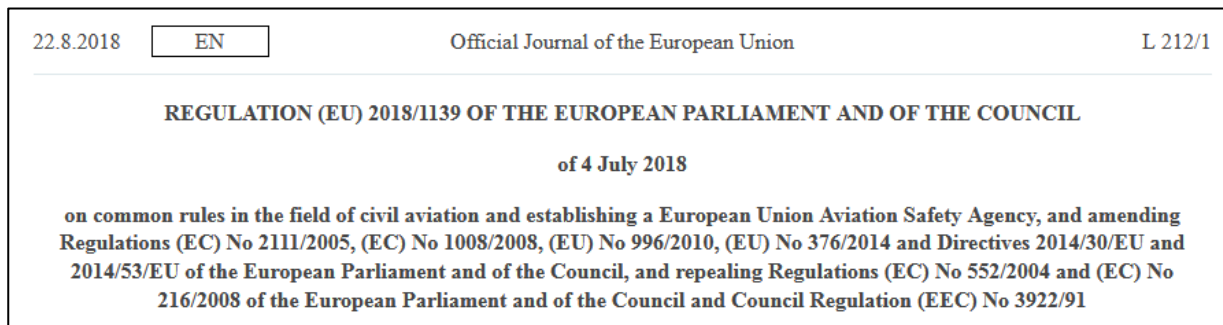 22.8.2018 EN Official Journal of the European Union L 212/1
REGULATION (EU) 2018/1139 OF THE EUROPEAN PARLIAMENT AND OF THE COUNCIL
of 4 July 2018
on common rules in the field of civil aviation and establishing a European Union Aviation Safety Agency, and amending
Regulations (EC) No 2111/2005, (EC) No 1008/2008, (EU) No 996/2010, (EU) No 376/2014 and Directives 2014/30/EU and
2014/53/EU of the European Parliament and of the Council, and repealing Regulations (EC) No 552/2004 and (EC) No
216/2008 of the European Parliament and of the Council and Council Regulation (EEC) No 3922/91